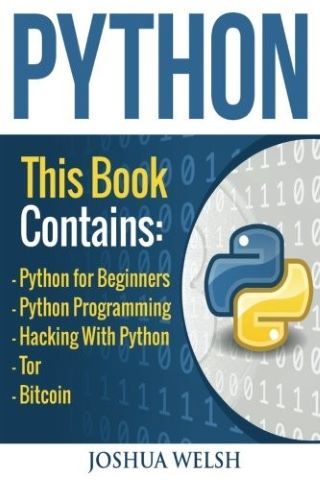 PYTHON
This Book
Contains:
- Python for Beginners
- Python Programming
- Hacking With Python
- Tor
- Bitcoin
JOSHUA WELSH